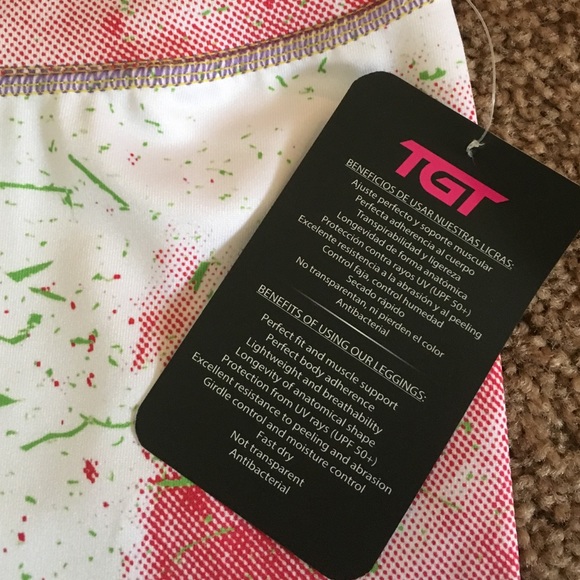 TGT
BENEFICIOS DE USAR NUESTRAS LICRAS:
Ajuste perfecto y soporte muscular
Perfecta adherencia al cuerpo
Transpirabilidad y ligereza
Longevidad de forma anatómica
Protección contra rayos UV (UPF 50+)
Excelente resistencia a la abrasión y al peeling
Control faja, control humedad
Secado rápido
No transparentan, ni pierden el color
Antibacterial
BENEFITS OF USING OUR LEGGINGS:
Perfect fit and muscle support
Perfect body adherence
Lightweight and breathability
Longevity of anatomical shape
Protection from UV rays (UPF 50+)
Excellent resistance to peeling and abrasion
Girdle control and moisture control
Fast dry
Not transparent
Antibacterial